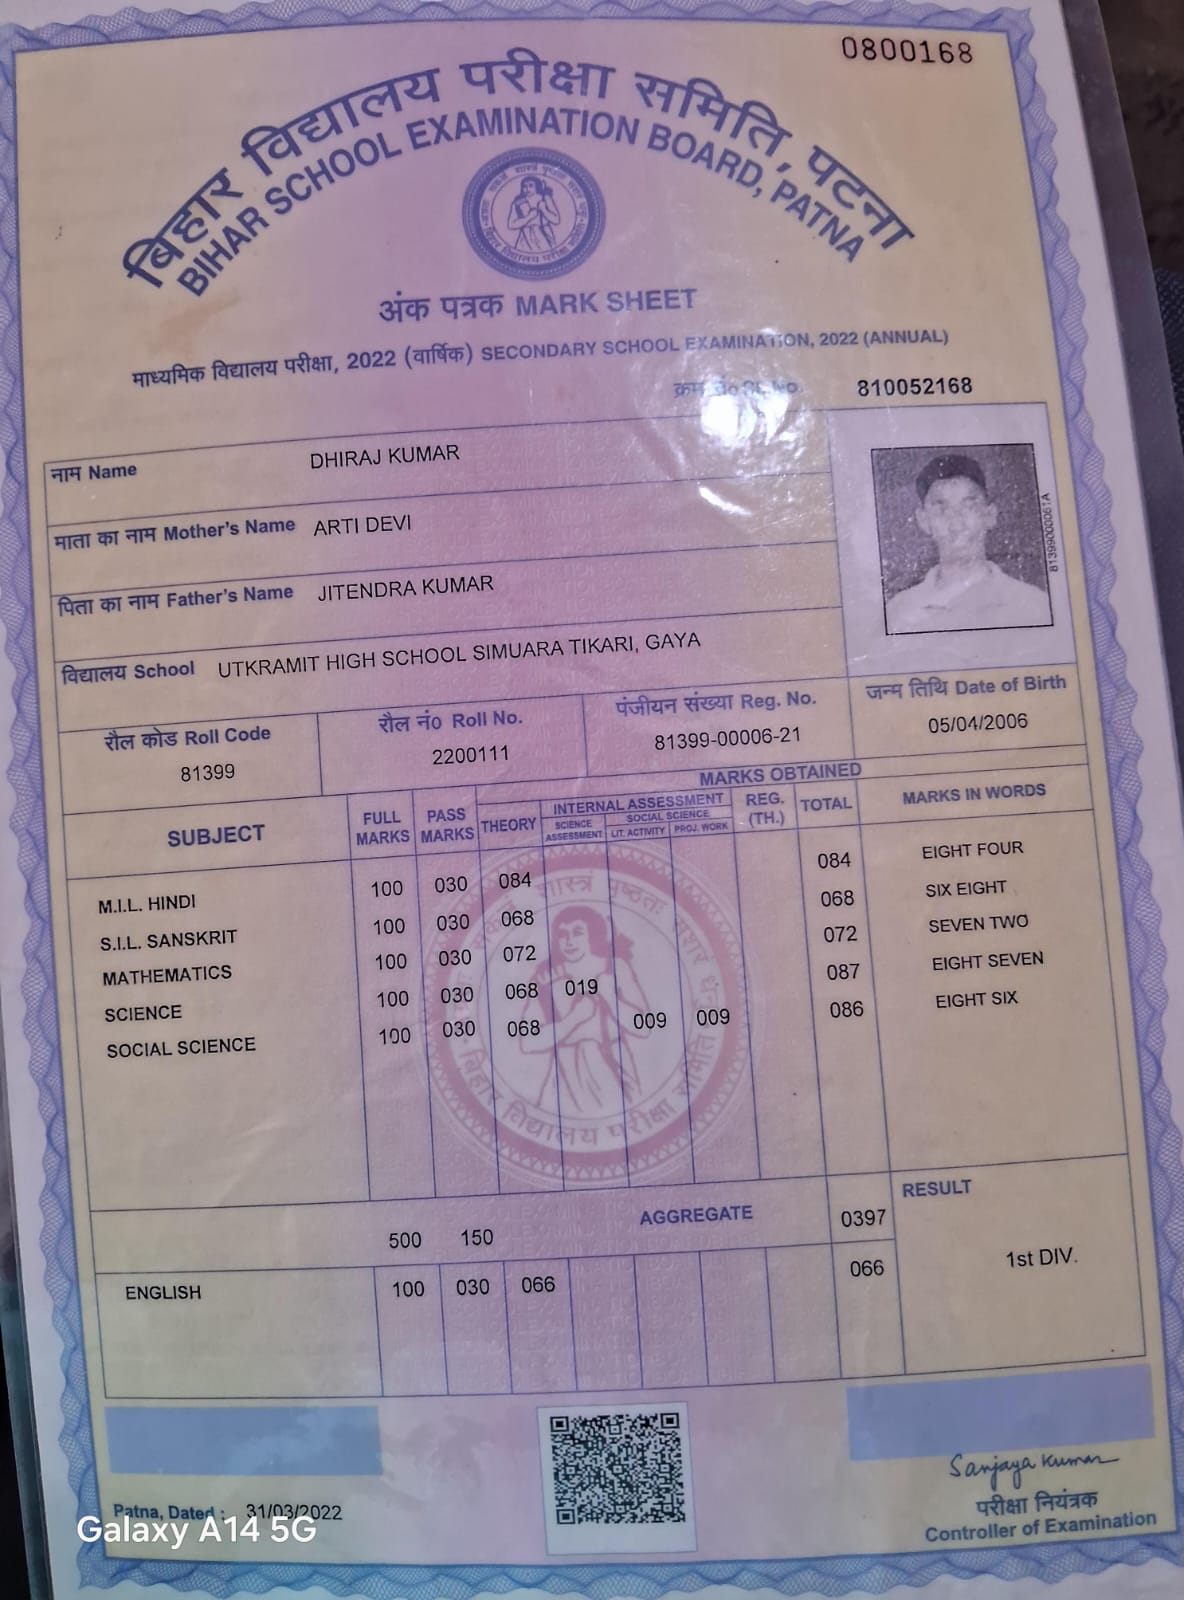 0800168
बिहार विद्यालय परीक्षा समिति, पटना
BIHAR SCHOOL EXAMINATION BOARD, PATNA
अंक पत्रक MARK SHEET
माध्यमिक विद्यालय परीक्षा, 2022 (वार्षिक) SECONDARY SCHOOL EXAMINATION, 2022 (ANNUAL)
810052168
नाम Name DHIRAJ KUMAR
माता का नाम Mother's Name ARTI DEVI
पिता का नाम Father's Name JITENDRA KUMAR
81399000061A
विद्यालय School UTKRAMIT HIGH SCHOOL SIMUARA TIKARI, GAYA
रौल कोड Roll Code रौल नं० Roll No. पंजीयन संख्या Reg. No. जन्म तिथि Date of Birth
81399 2200111 81399-00006-21 05/04/2006
MARKS OBTAINED
SUBJECT FULL MARKS PASS MARKS THEORY INTERNAL ASSESSMENT REG. (TH.) TOTAL MARKS IN WORDS
SCIENCE ASSESSMENT SOCIAL SCIENCE
LIT. ACTIVITY PROJ. WORK
M.I.L. HINDI 100 030 084 084 EIGHT FOUR
S.I.L. SANSKRIT 100 030 068 068 SIX EIGHT
MATHEMATICS 100 030 072 072 SEVEN TWO
SCIENCE 100 030 068 019 087 EIGHT SEVEN
SOCIAL SCIENCE 100 030 068 009 009 086 EIGHT SIX
बिहार विद्यालय परीक्षा समिति
500 150 AGGREGATE 0397 RESULT
ENGLISH 100 030 066 066 1st DIV.
Sanjaya Kumar
परीक्षा नियंत्रक
Controller of Examination
Patna, Dated : 31/03/2022
Galaxy A14 5G